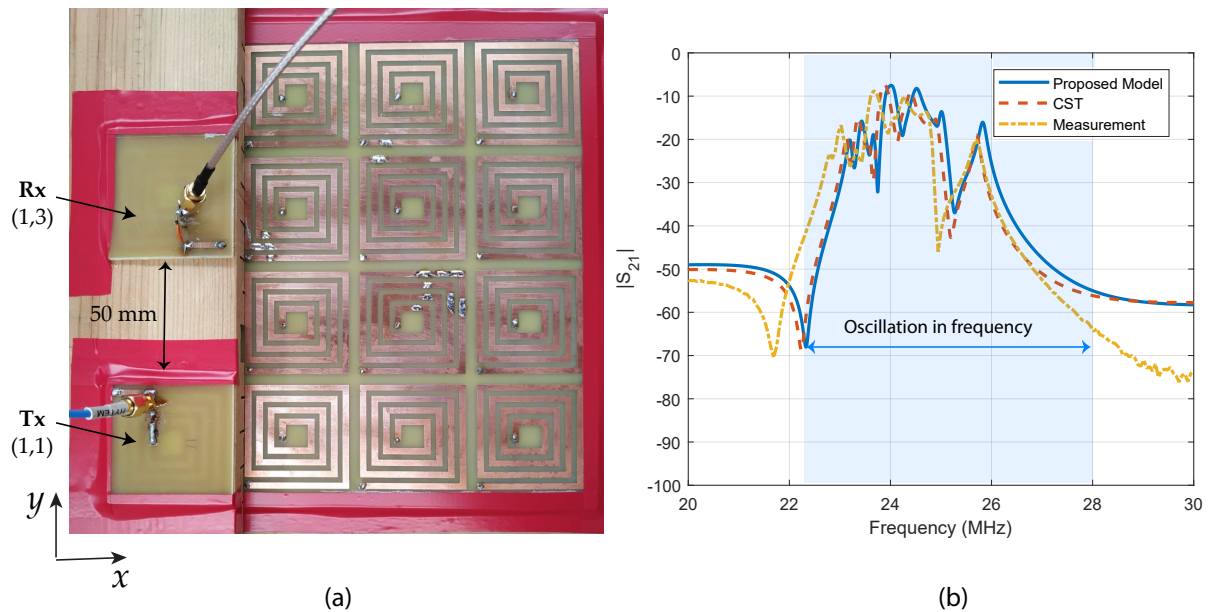 Rx
(1,3)
50 mm
Tx
(1,1)
HYTEM
y
x
(a)
0
-10
-20
-30
-40
-50
-60
-70
-80
-90
-100
|S21|
Proposed Model
CST
Measurement
Oscillation in frequency
20
22
24
26
28
30
Frequency (MHz)
(b)